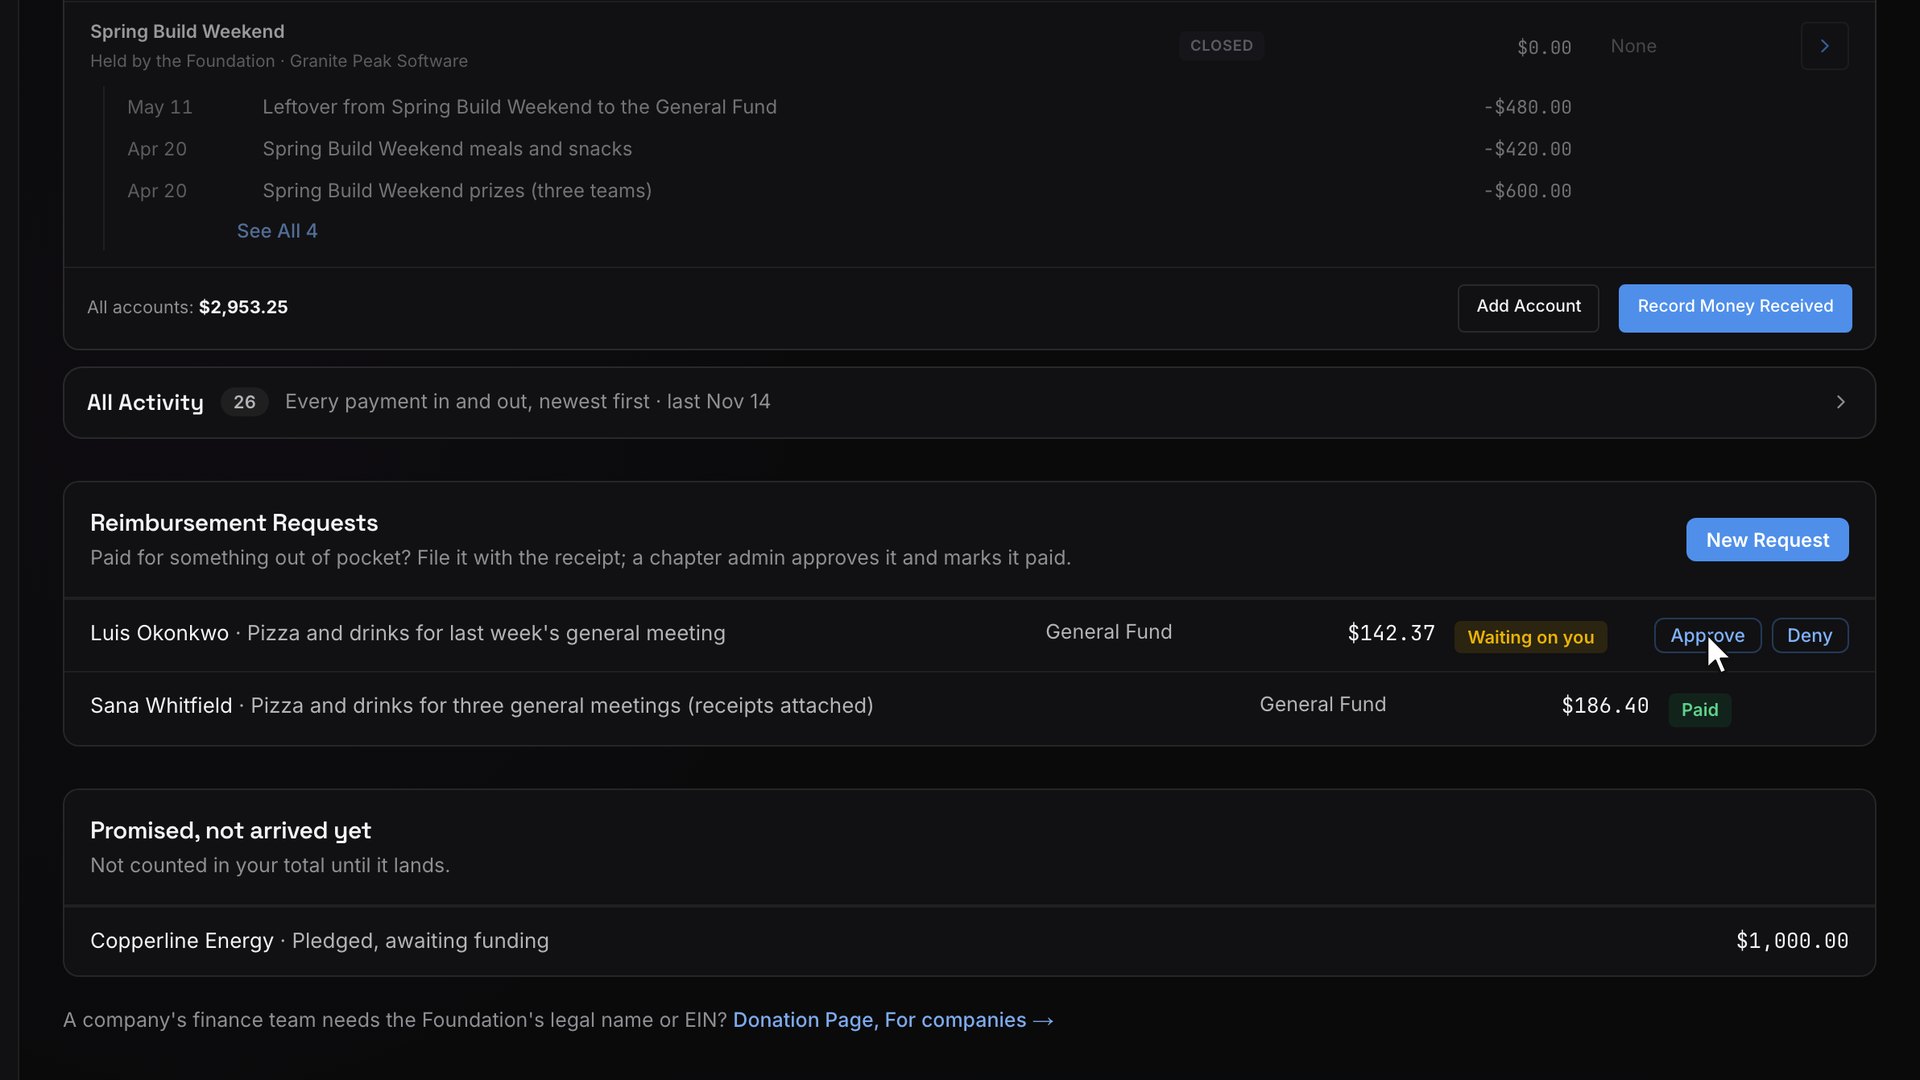 Spring Build Weekend
Held by the Foundation · Granite Peak Software
CLOSED
$0.00
None
May 11 Leftover from Spring Build Weekend to the General Fund -$480.00
Apr 20 Spring Build Weekend meals and snacks -$420.00
Apr 20 Spring Build Weekend prizes (three teams) -$600.00
See All 4
All accounts: $2,953.25
Add Account
Record Money Received
All Activity 26 Every payment in and out, newest first · last Nov 14
Reimbursement Requests
Paid for something out of pocket? File it with the receipt; a chapter admin approves it and marks it paid.
New Request
Luis Okonkwo · Pizza and drinks for last week's general meeting General Fund $142.37 Waiting on you Approve Deny
Sana Whitfield · Pizza and drinks for three general meetings (receipts attached) General Fund $186.40 Paid
Promised, not arrived yet
Not counted in your total until it lands.
Copperline Energy · Pledged, awaiting funding $1,000.00
A company's finance team needs the Foundation's legal name or EIN? Donation Page, For companies →